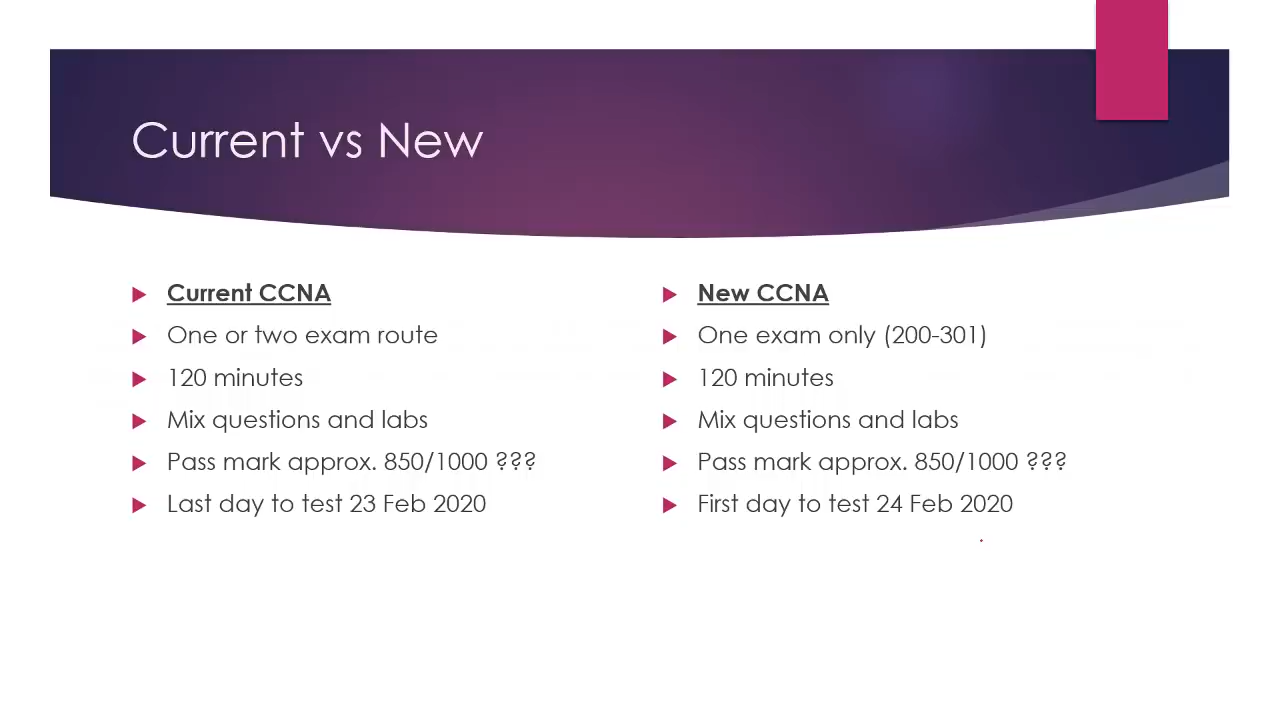 Current vs New
Current CCNA
One or two exam route
120 minutes
Mix questions and labs
Pass mark approx. 850/1000 ???
Last day to test 23 Feb 2020
New CCNA
One exam only (200-301)
120 minutes
Mix questions and labs
Pass mark approx. 850/1000 ???
First day to test 24 Feb 2020